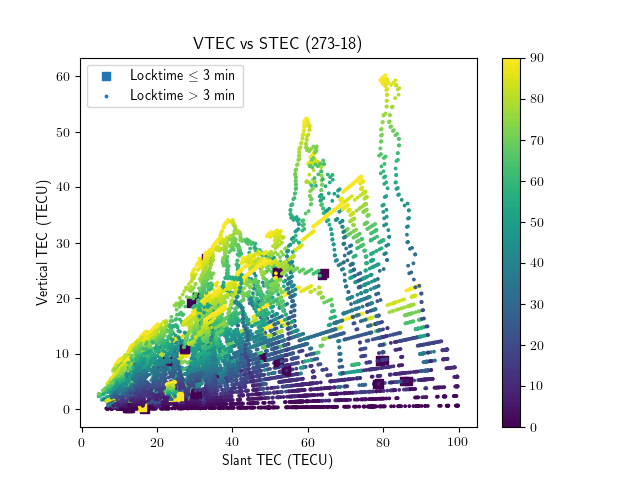 VTEC vs STEC (273-18)
Locktime ≤ 3 min
Locktime > 3 min
Vertical TEC (TECU)
60
50
40
30
20
10
0
0 20 40 60 80 100
Slant TEC (TECU)
90
80
70
60
50
40
30
20
10
0